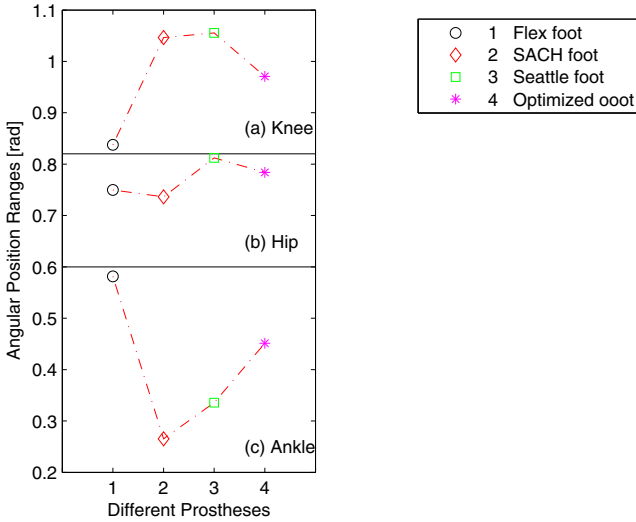 1.1
1
0.9
0.8
0.7
0.6
0.5
0.4
0.3
0.2
Angular Position Ranges [rad]
(a) Knee
(b) Hip
(c) Ankle
1 2 3 4
Different Prostheses
1 Flex foot
2 SACH foot
3 Seattle foot
4 Optimized ooot